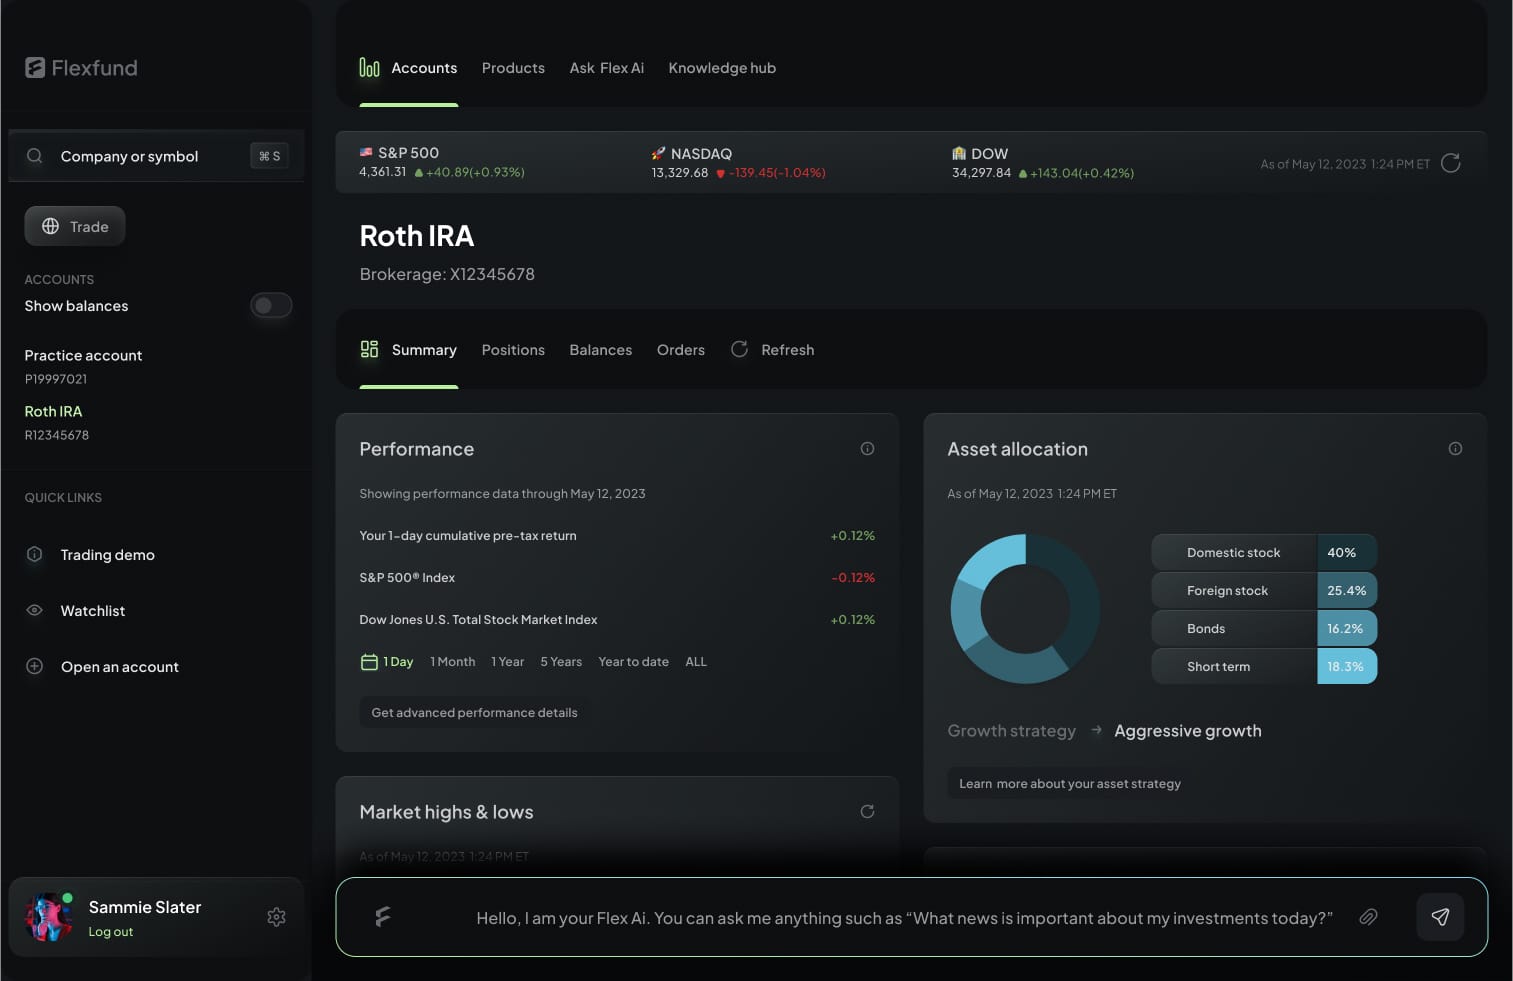 Flexfund
Company or symbol
⌘ S
Trade
ACCOUNTS
Show balances
Practice account
P19997021
Roth IRA
R12345678
QUICK LINKS
Trading demo
Watchlist
Open an account
Sammie Slater
Log out
Accounts Products Ask Flex Ai Knowledge hub
S&P 500
4,361.31 +40.89(+0.93%)
NASDAQ
13,329.68 -139.45(-1.04%)
DOW
34,297.84 +143.04(+0.42%)
As of May 12, 2023 1:24 PM ET
Roth IRA
Brokerage: X12345678
Summary Positions Balances Orders Refresh
Performance
Showing performance data through May 12, 2023
Your 1-day cumulative pre-tax return +0.12%
S&P 500® Index -0.12%
Dow Jones U.S. Total Stock Market Index +0.12%
1 Day 1 Month 1 Year 5 Years Year to date ALL
Get advanced performance details
Market highs & lows
As of May 12, 2023 1:24 PM ET
Asset allocation
As of May 12, 2023 1:24 PM ET
Domestic stock 40%
Foreign stock 25.4%
Bonds 16.2%
Short term 18.3%
Growth strategy → Aggressive growth
Learn more about your asset strategy
Hello, I am your Flex Ai. You can ask me anything such as “What news is important about my investments today?”